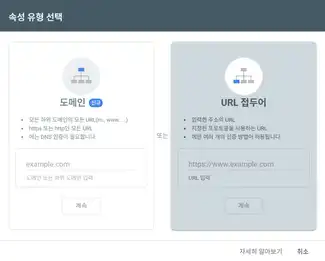 속성 유형 선택
도메인 신규
• 모든 하위 도메인의 모든 URL(m., www. ...)
• https 또는 http인 모든 URL
• DNS 인증이 필요합니다
example.com
도메인 또는 하위 도메인 입력
계속
또는
URL 접두어
• 입력한 주소의 URL
• 지정된 프로토콜을 사용하는 URL
• 여러 개의 인증 방법이 허용됩니다
https://www.example.com
URL 입력
계속
자세히 알아보기 취소